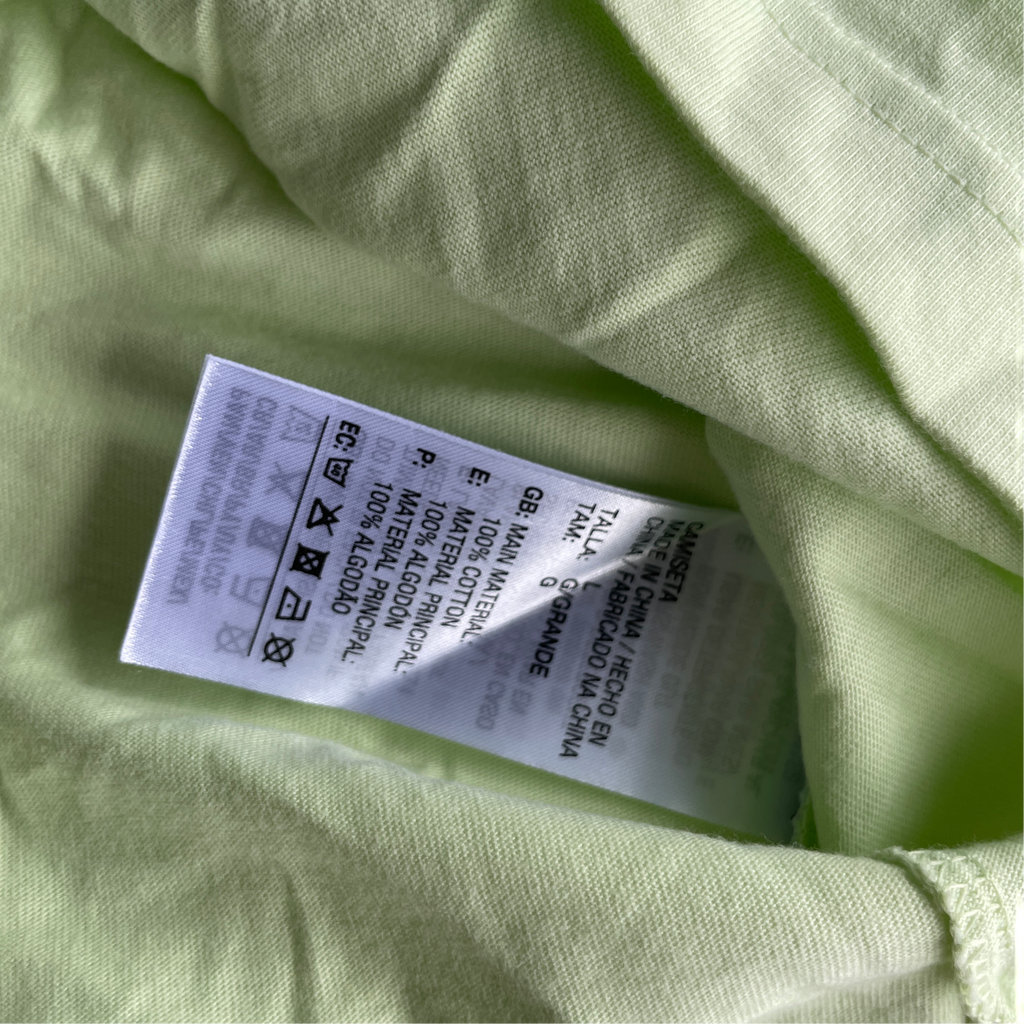 CAMISETA
MADE IN CHINA / HECHO EN
CHINA / FABRICADO NA CHINA
TALLA: L G/GRANDE
TAM.: G
GB: MAIN MATERIAL:
100% COTTON
E: MATERIAL PRINCIPAL:
100% ALGODÓN
P: MATERIAL PRINCIPAL:
100% ALGODÃO
EC: 40